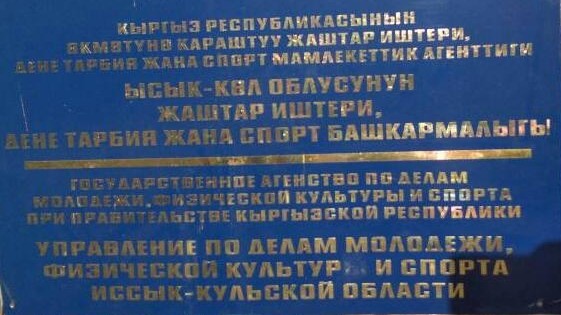 КЫРГЫЗ РЕСПУБЛИКАСЫНЫН
ӨКМӨТҮНӨ КАРАШТУУ ЖАШТАР ИШТЕРИ,
ДЕНЕ ТАРБИЯ ЖАНА СПОРТ МАМЛЕКЕТТИК АГЕНТТИГИ
ЫСЫК-КӨЛ ОБЛУСУНУН
ЖАШТАР ИШТЕРИ,
ДЕНЕ ТАРБИЯ ЖАНА СПОРТ БАШКАРМАЛЫГЫ
ГОСУДАРСТВЕННОЕ АГЕНСТВО ПО ДЕЛАМ
МОЛОДЕЖИ, ФИЗИЧЕСКОЙ КУЛЬТУРЫ И СПОРТА
ПРИ ПРАВИТЕЛЬСТВЕ КЫРГЫЗСКОЙ РЕСПУБЛИКИ
УПРАВЛЕНИЕ ПО ДЕЛАМ МОЛОДЕЖИ,
ФИЗИЧЕСКОЙ КУЛЬТУР И СПОРТА
ИССЫК-КУЛЬСКОЙ ОБЛАСТИ